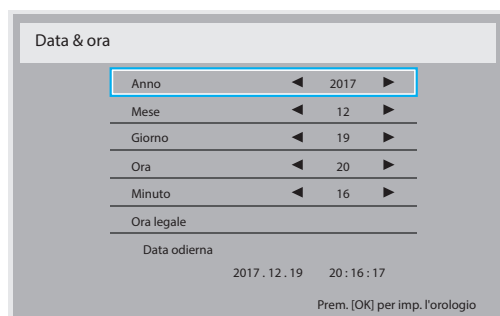 Data & ora
Anno ◀ 2017 ▶
Mese ◀ 12 ▶
Giorno ◀ 19 ▶
Ora ◀ 20 ▶
Minuto ◀ 16 ▶
Ora legale
Data odierna
2017 . 12 . 19 20 : 16 : 17
Prem. [OK] per imp. l'orologio